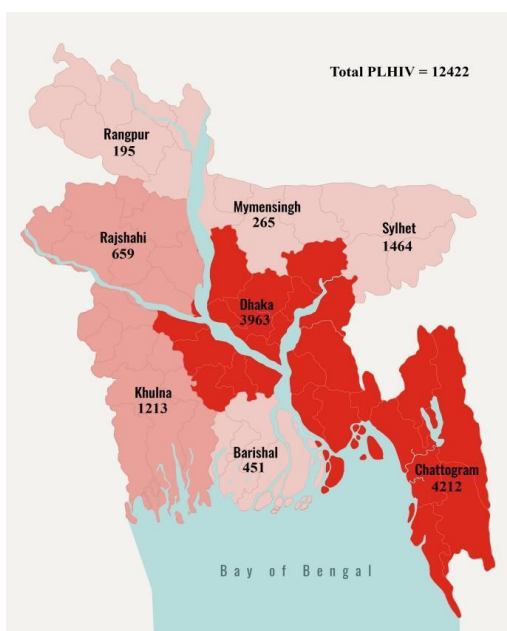 Total PLHIV = 12422
Rangpur
195
Mymensingh
265
Sylhet
1464
Rajshahi
659
Dhaka
3963
Khulna
1213
Barishal
451
Chattogram
4212
Bay of Bengal